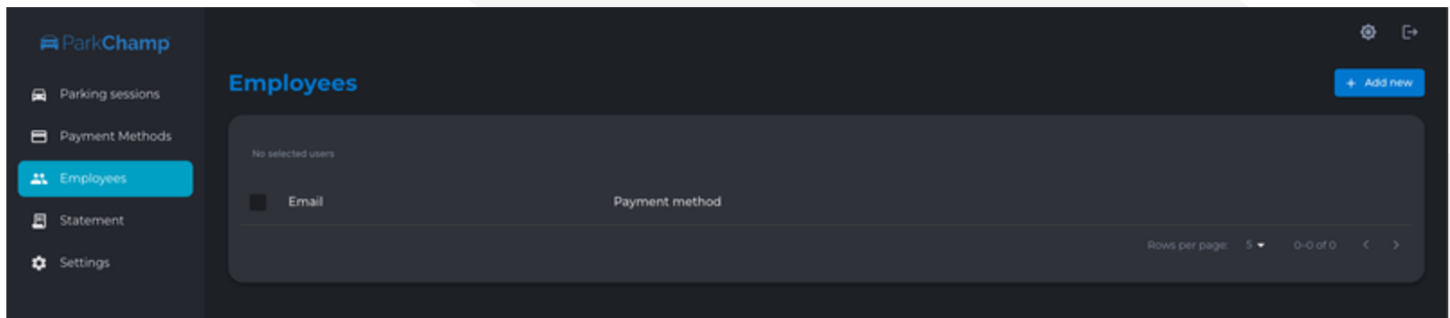 ParkChamp
Parking sessions
Payment Methods
Employees
Statement
Settings
Employees
+ Add new
No selected users
Email Payment method
Rows per page: 5 0-0 of 0